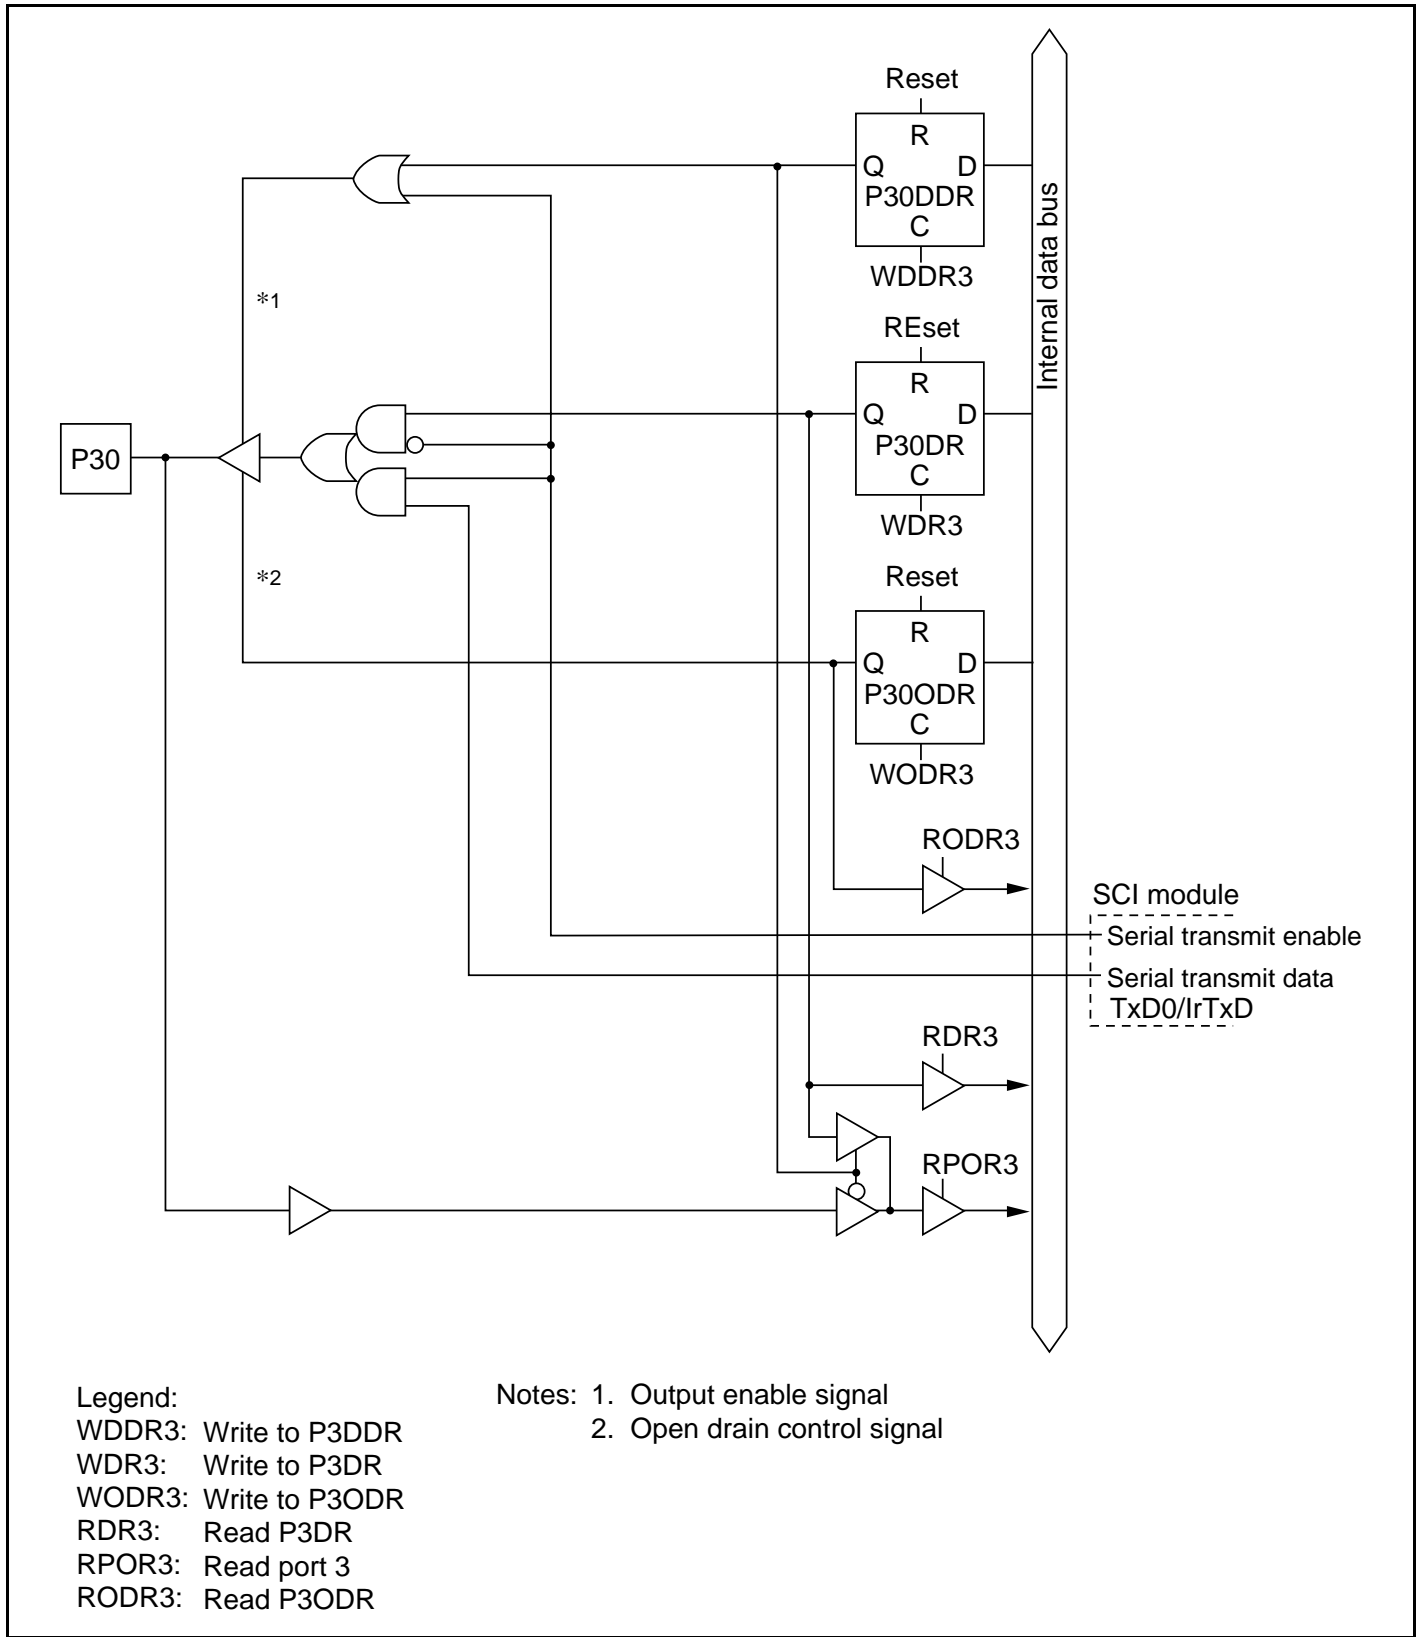 Reset
R
Q D
P30DDR
C
WDDR3
Internal data bus
*1
REset
R
Q D
P30DR
C
WDR3
P30
*2
Reset
R
Q D
P30ODR
C
WODR3
RODR3
SCI module
Serial transmit enable
Serial transmit data
TxD0/IrTxD
RDR3
RPOR3
Legend:
WDDR3: Write to P3DDR
WDR3: Write to P3DR
WODR3: Write to P3ODR
RDR3: Read P3DR
RPOR3: Read port 3
RODR3: Read P3ODR
Notes: 1. Output enable signal
2. Open drain control signal